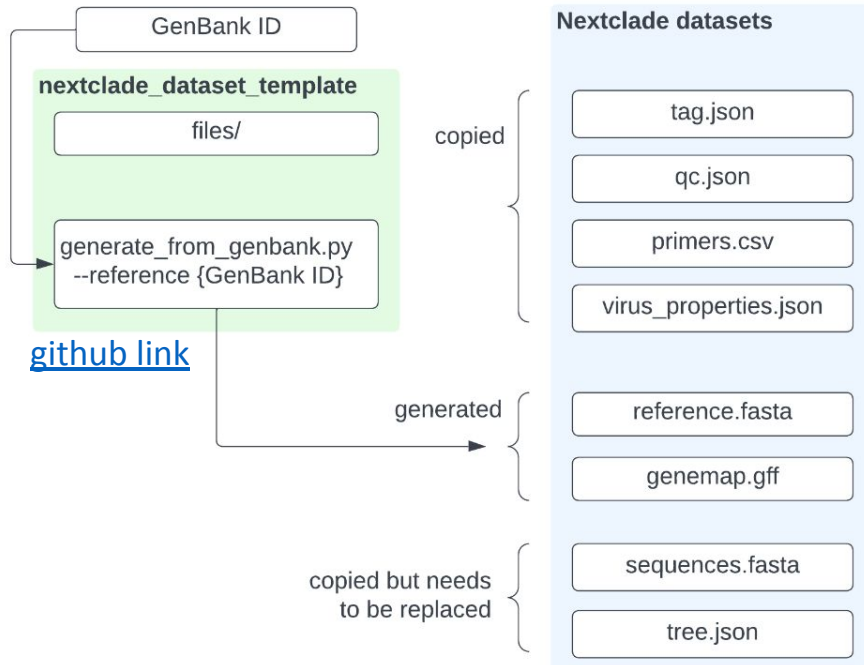 GenBank ID
nextclade_dataset_template
files/
generate_from_genbank.py
--reference {GenBank ID}
github link
Nextclade datasets
copied
tag.json
qc.json
primers.csv
virus_properties.json
generated
reference.fasta
genemap.gff
copied but needs
to be replaced
sequences.fasta
tree.json